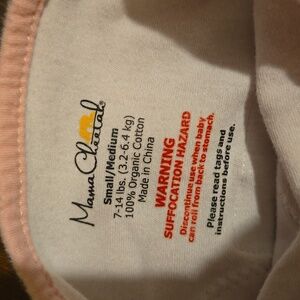 Mama Cheetah
Small/Medium
7-14 lbs. (3.2-6.4 kg)
100% Organic Cotton
Made in China
WARNING
SUFFOCATION HAZARD
Discontinue use when baby
can roll from back to stomach.
Please read tags and
instructions before use.